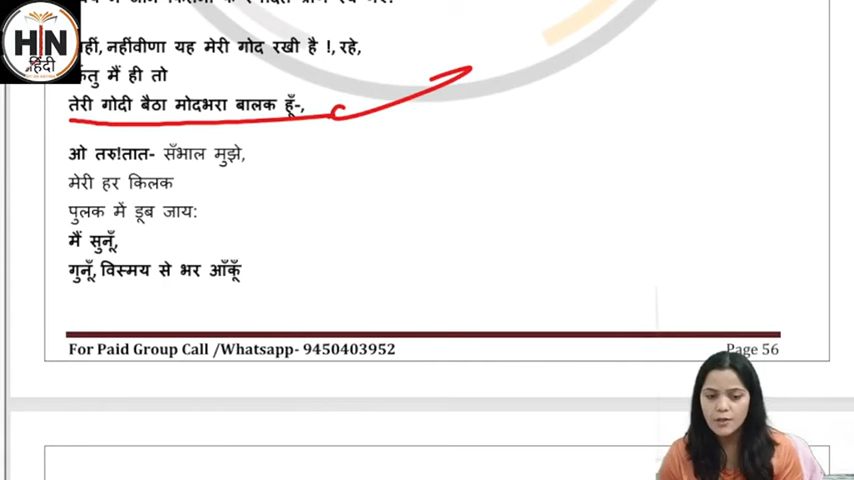 HIN
हिंदी
नहींवीणा यह मेरी गोद रखी है !, रहे,
मैं ही तो
तेरी गोदी बैठा मोदभरा बालक हूँ-,
ओ तरु!तात- सँभाल मुझे,
मेरी हर किलक
पुलक में डूब जाय:
मैं सुनूँ,
गुनूँ, विस्मय से भर आँकूँ
For Paid Group Call /Whatsapp- 9450403952
Page 56